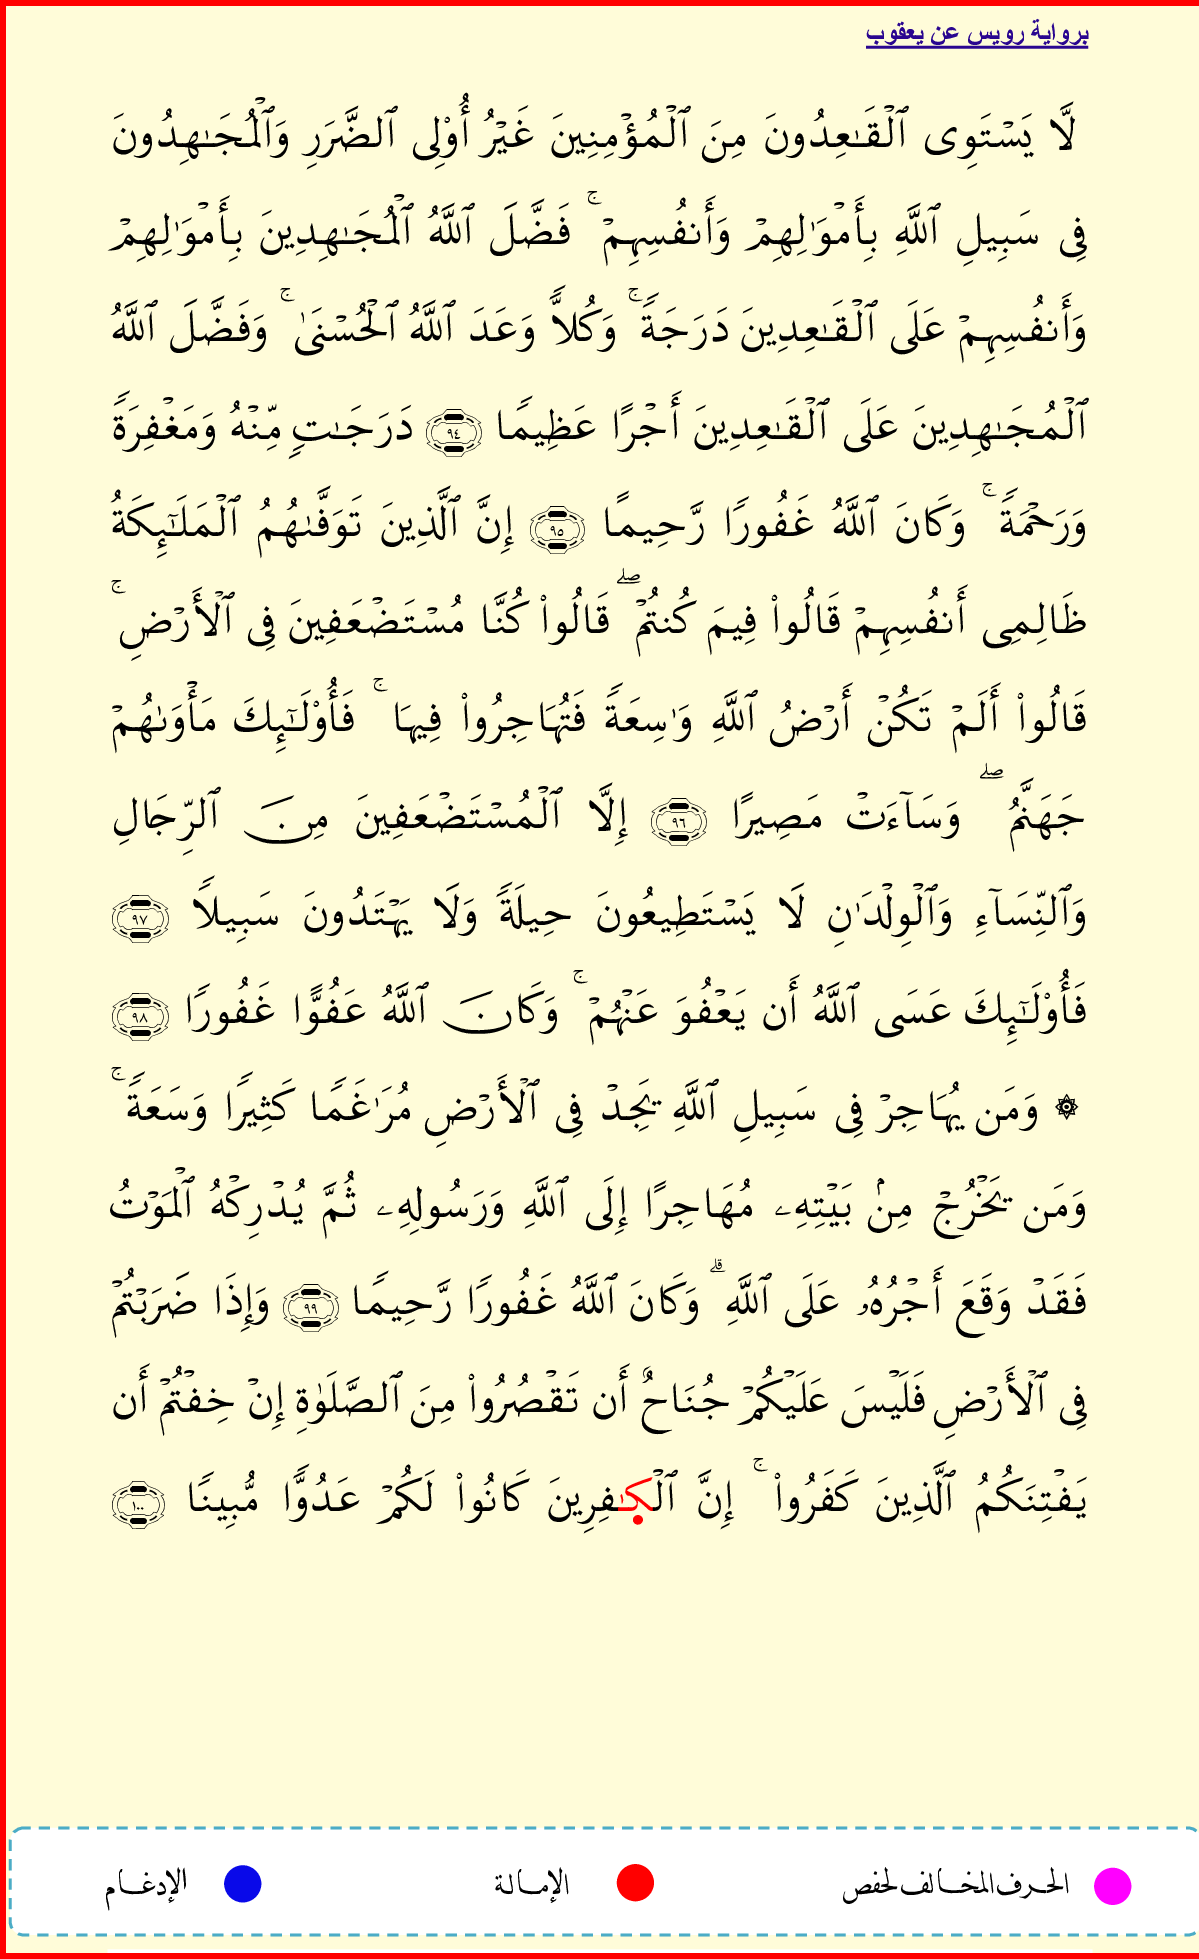 برواية رويس عن يعقوب
لَّا يَسۡتَوِى ٱلۡقَـٰعِدُونَ مِنَ ٱلۡمُؤۡمِنِينَ غَيۡرُ أُوْلِى ٱلضَّرَرِ وَٱلۡمُجَـٰهِدُونَ
فِى سَبِيلِ ٱللَّهِ بِأَمۡوَٰلِهِمۡ وَأَنفُسِهِمۡ ۚ فَضَّلَ ٱللَّهُ ٱلۡمُجَـٰهِدِينَ بِأَمۡوَٰلِهِمۡ
وَأَنفُسِهِمۡ عَلَى ٱلۡقَـٰعِدِينَ دَرَجَةً ۚ وَكُلاًّ وَعَدَ ٱللَّهُ ٱلۡحُسۡنَىٰ ۚ وَفَضَّلَ ٱللَّهُ
ٱلۡمُجَـٰهِدِينَ عَلَى ٱلۡقَـٰعِدِينَ أَجۡرًا عَظِيمًا ٩٤ دَرَجَـٰتٍ مِّنۡهُ وَمَغۡفِرَةً
وَرَحۡمَةً ۚ وَكَانَ ٱللَّهُ غَفُورًا رَّحِيمًا ٩٥ إِنَّ ٱلَّذِينَ تَوَفَّىٰهُمُ ٱلۡمَلَـٰٓئِكَةُ
ظَالِمِى أَنفُسِهِمۡ قَالُواْ فِيمَ كُنتُمۡ ۖ قَالُواْ كُنَّا مُسۡتَضۡعَفِينَ فِى ٱلۡأَرۡضِ ۚ
قَالُوٓاْ أَلَمۡ تَكُنۡ أَرۡضُ ٱللَّهِ وَٰسِعَةً فَتُهَاجِرُواْ فِيهَا ۚ فَأُوْلَـٰٓئِكَ مَأۡوَىٰهُمۡ
جَهَنَّمُ ۖ وَسَآءَتۡ مَصِيرًا ٩٦ إِلَّا ٱلۡمُسۡتَضۡعَفِينَ مِنَ ٱلرِّجَالِ
وَٱلنِّسَآءِ وَٱلۡوِلۡدَٰنِ لَا يَسۡتَطِيعُونَ حِيلَةً وَلَا يَهۡتَدُونَ سَبِيلاً ٩٧
فَأُوْلَـٰٓئِكَ عَسَى ٱللَّهُ أَن يَعۡفُوَ عَنۡهُمۡ ۚ وَكَانَ ٱللَّهُ عَفُوًّا غَفُورًا ٩٨
۞ وَمَن يُهَاجِرۡ فِى سَبِيلِ ٱللَّهِ يَجِدۡ فِى ٱلۡأَرۡضِ مُرَٰغَمًا كَثِيرًا وَسَعَةً ۚ
وَمَن يَخۡرُجۡ مِنۢ بَيۡتِهِۦ مُهَاجِرًا إِلَى ٱللَّهِ وَرَسُولِهِۦ ثُمَّ يُدۡرِكۡهُ ٱلۡمَوۡتُ
فَقَدۡ وَقَعَ أَجۡرُهُۥ عَلَى ٱللَّهِ ۗ وَكَانَ ٱللَّهُ غَفُورًا رَّحِيمًا ٩٩ وَإِذَا ضَرَبۡتُمۡ
فِى ٱلۡأَرۡضِ فَلَيۡسَ عَلَيۡكُمۡ جُنَاحٌ أَن تَقۡصُرُواْ مِنَ ٱلصَّلَوٰةِ إِنۡ خِفۡتُمۡ أَن
يَفۡتِنَكُمُ ٱلَّذِينَ كَفَرُواْ ۚ إِنَّ ٱلۡكَـٰفِرِينَ كَانُواْ لَكُمۡ عَدُوًّا مُّبِينًا ١٠٠
الحرف المخالف لحفص
الإمالة
الإدغام